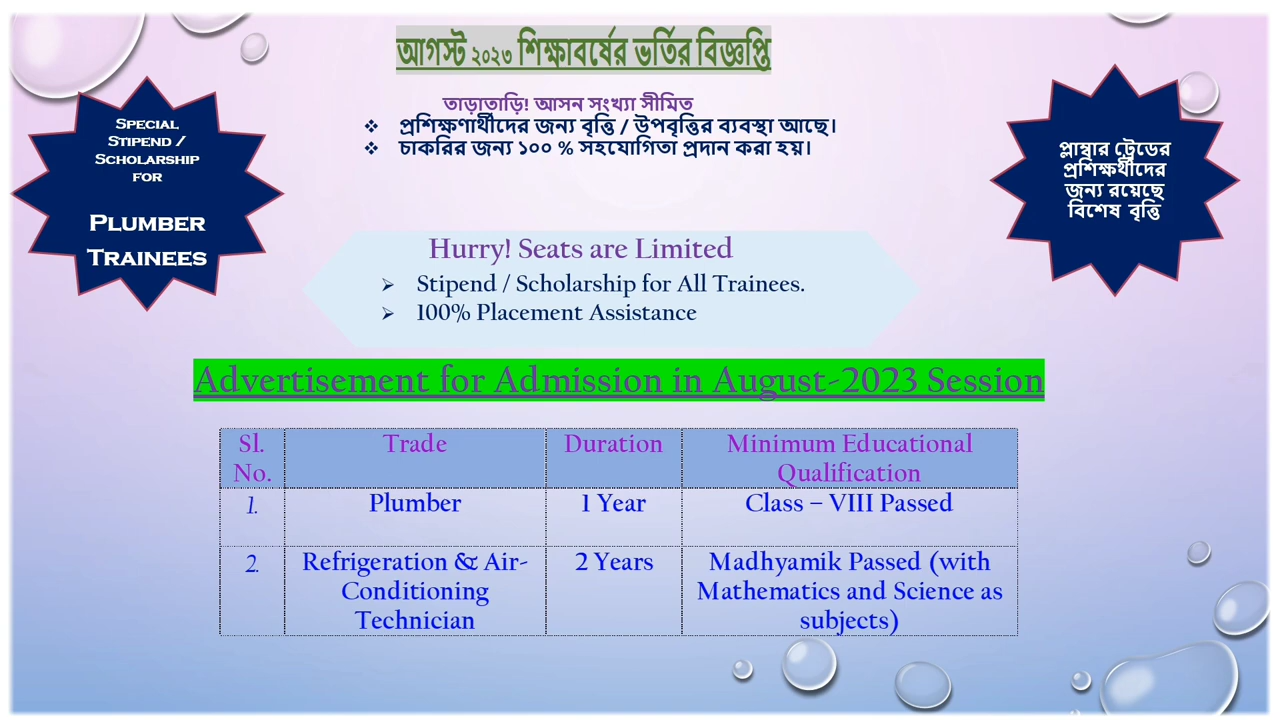 আগস্ট ২০২৩ শিক্ষাবর্ষের ভর্তির বিজ্ঞপ্তি
তাড়াতাড়ি! আসন সংখ্যা সীমিত
❖ প্রশিক্ষণার্থীদের জন্য বৃত্তি / উপবৃত্তির ব্যবস্থা আছে।
❖ চাকরির জন্য ১০০ % সহযোগিতা প্রদান করা হয়।
Special
Stipend /
Scholarship
for
Plumber
Trainees
প্লাম্বার ট্রেডের
প্রশিক্ষর্থীদের
জন্য রয়েছে
বিশেষ বৃত্তি
Hurry! Seats are Limited
➢ Stipend / Scholarship for All Trainees.
➢ 100% Placement Assistance
Advertisement for Admission in August-2023 Session
Sl. No. Trade Duration Minimum Educational Qualification
1. Plumber 1 Year Class – VIII Passed
2. Refrigeration & Air-Conditioning Technician 2 Years Madhyamik Passed (with Mathematics and Science as subjects)